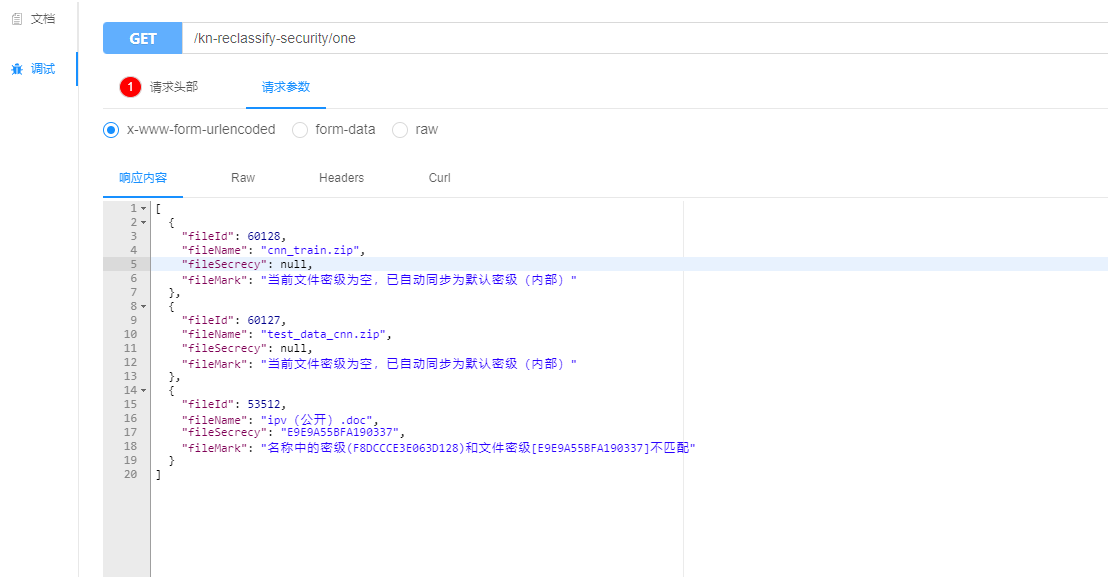 文档
调试
GET /kn-reclassify-security/one
1 请求头部 请求参数
x-www-form-urlencoded form-data raw
响应内容 Raw Headers Curl
1 [
2 {
3 "fileId": 60128,
4 "fileName": "cnn_train.zip",
5 "fileSecrecy": null,
6 "fileMark": "当前文件密级为空，已自动同步为默认密级（内部）"
7 },
8 {
9 "fileId": 60127,
10 "fileName": "test_data_cnn.zip",
11 "fileSecrecy": null,
12 "fileMark": "当前文件密级为空，已自动同步为默认密级（内部）"
13 },
14 {
15 "fileId": 53512,
16 "fileName": "ipv（公开）.doc",
17 "fileSecrecy": "E9E9A55BFA190337",
18 "fileMark": "名称中的密级(F8DCCCE3E063D128)和文件密级[E9E9A55BFA190337]不匹配"
19 }
20 ]